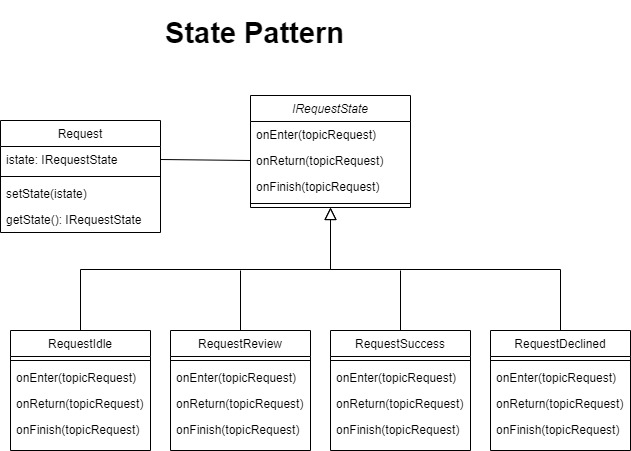 State Pattern
Request
istate: IRequestState
setState(istate)
getState(): IRequestState
IRequestState
onEnter(topicRequest)
onReturn(topicRequest)
onFinish(topicRequest)
RequestIdle
onEnter(topicRequest)
onReturn(topicRequest)
onFinish(topicRequest)
RequestReview
onEnter(topicRequest)
onReturn(topicRequest)
onFinish(topicRequest)
RequestSuccess
onEnter(topicRequest)
onReturn(topicRequest)
onFinish(topicRequest)
RequestDeclined
onEnter(topicRequest)
onReturn(topicRequest)
onFinish(topicRequest)